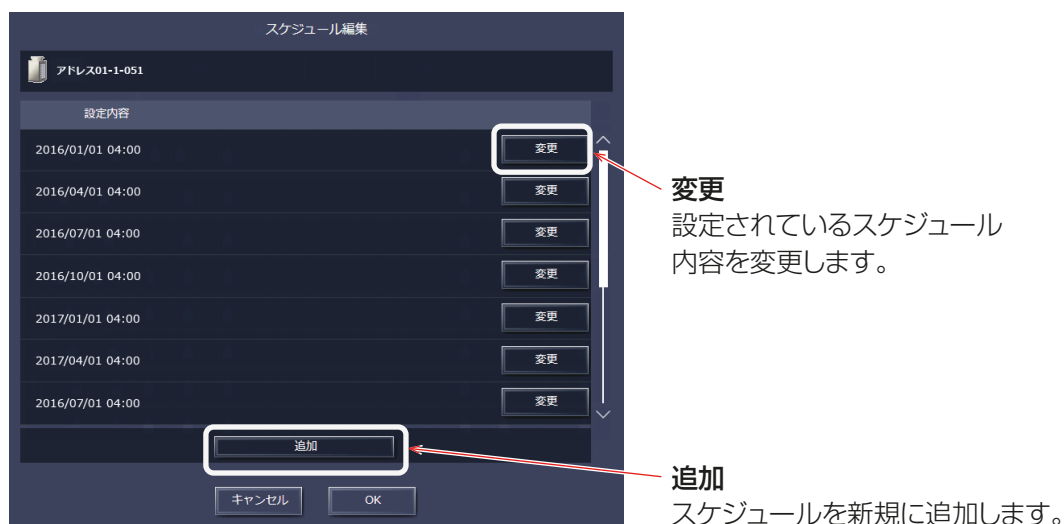 スケジュール編集
アドレス01-1-051
設定内容
2016/01/01 04:00 変更
2016/04/01 04:00 変更
2016/07/01 04:00 変更
2016/10/01 04:00 変更
2017/01/01 04:00 変更
2017/04/01 04:00 変更
2016/07/01 04:00 変更
追加
キャンセル OK
変更
設定されているスケジュール
内容を変更します。
追加
スケジュールを新規に追加します。